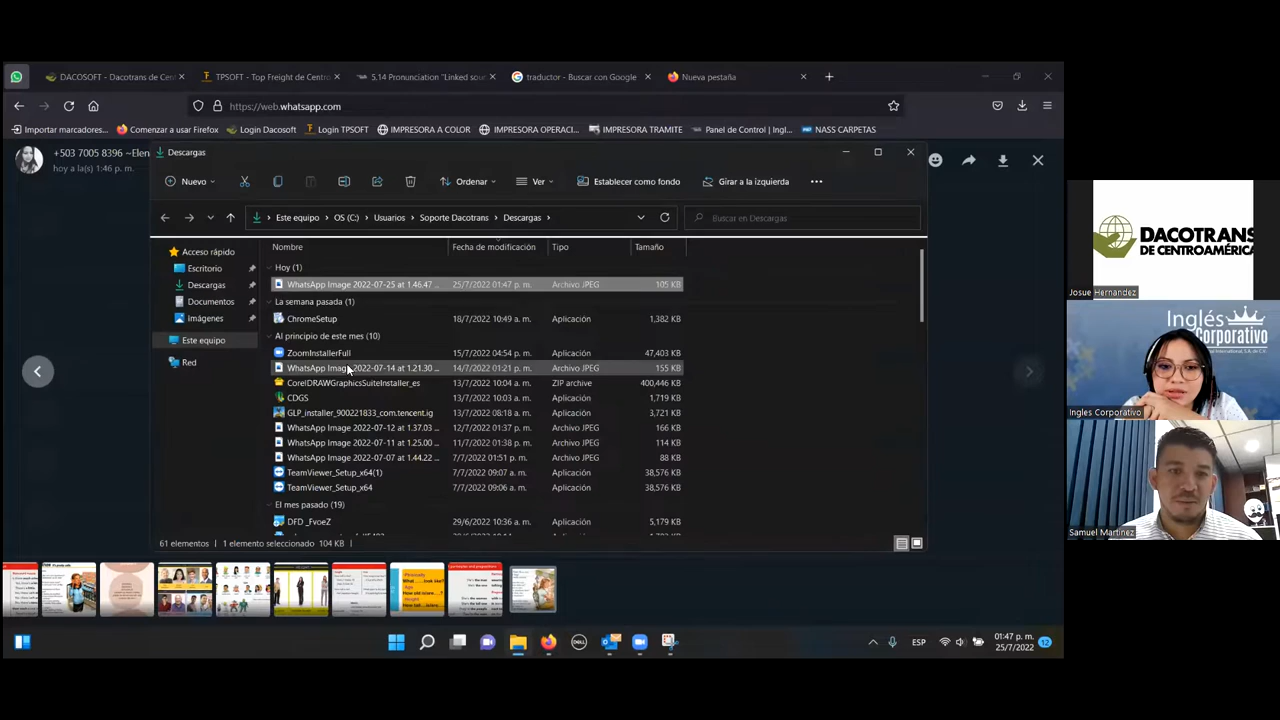 DACOSOFT - Dacotrans de Cen
TPSOFT - Top Freight de Centro
5.14 Pronunciation "Linked sou
traductor - Buscar con Google
Nueva pestaña
https://web.whatsapp.com
Importar marcadores...
Comenzar a usar Firefox
Login Dacosoft
Login TPSOFT
IMPRESORA A COLOR
IMPRESORA OPERACI...
IMPRESORA TRAMITE
Panel de Control | Ingl...
NASS CARPETAS
+503 7005 8396 ~Elen
hoy a la(s) 1:46 p. m.
Descargas
Nuevo
Ordenar
Ver
Establecer como fondo
Girar a la izquierda
Este equipo > OS (C:) > Usuarios > Soporte Dacotrans > Descargas >
Buscar en Descargas
Acceso rápido
Escritorio
Descargas
Documentos
Imágenes
Este equipo
Red
Nombre Fecha de modificación Tipo Tamaño
Hoy (1)
WhatsApp Image 2022-07-25 at 1.46.47 ... 25/7/2022 01:47 p. m. Archivo JPEG 105 KB
La semana pasada (1)
ChromeSetup 18/7/2022 10:49 a. m. Aplicación 1,382 KB
Al principio de este mes (10)
ZoomInstallerFull 15/7/2022 04:54 p. m. Aplicación 47,403 KB
WhatsApp Image 2022-07-14 at 1.21.30 ... 14/7/2022 01:21 p. m. Archivo JPEG 155 KB
CorelDRAWGraphicsSuiteInstaller_es 13/7/2022 10:04 a. m. ZIP archive 400,446 KB
CDGS 13/7/2022 10:03 a. m. Aplicación 1,719 KB
GLP_installer_900221833_com.tencent.ig 13/7/2022 08:18 a. m. Aplicación 3,721 KB
WhatsApp Image 2022-07-12 at 1.37.03 ... 12/7/2022 01:37 p. m. Archivo JPEG 166 KB
WhatsApp Image 2022-07-11 at 1.25.00 ... 11/7/2022 01:38 p. m. Archivo JPEG 114 KB
WhatsApp Image 2022-07-07 at 1.44.22 ... 7/7/2022 01:51 p. m. Archivo JPEG 88 KB
TeamViewer_Setup_x64(1) 7/7/2022 09:07 a. m. Aplicación 38,576 KB
TeamViewer_Setup_x64 7/7/2022 09:06 a. m. Aplicación 38,576 KB
El mes pasado (19)
DFD _FvoeZ 29/6/2022 10:36 a. m. Aplicación 5,179 KB
61 elementos 1 elemento seleccionado 104 KB
ESP
01:47 p. m.
25/7/2022
12
DACOTRANS
DE CENTROAMÉRICA
Josue Hernandez
Inglés
Corporativo
Ingles Corporativo
Samuel Martinez